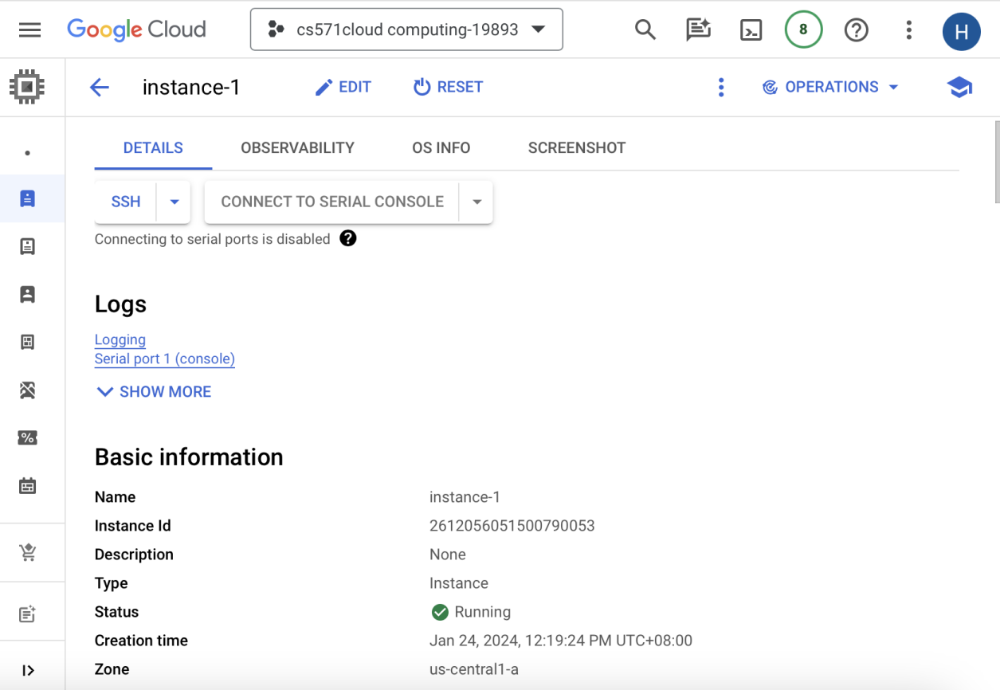 Google Cloud cs571cloud computing-19893 8 H
instance-1 EDIT RESET OPERATIONS
DETAILS OBSERVABILITY OS INFO SCREENSHOT
SSH CONNECT TO SERIAL CONSOLE
Connecting to serial ports is disabled ?
Logs
Logging
Serial port 1 (console)
SHOW MORE
Basic information
Name instance-1
Instance Id 2612056051500790053
Description None
Type Instance
Status Running
Creation time Jan 24, 2024, 12:19:24 PM UTC+08:00
Zone us-central1-a